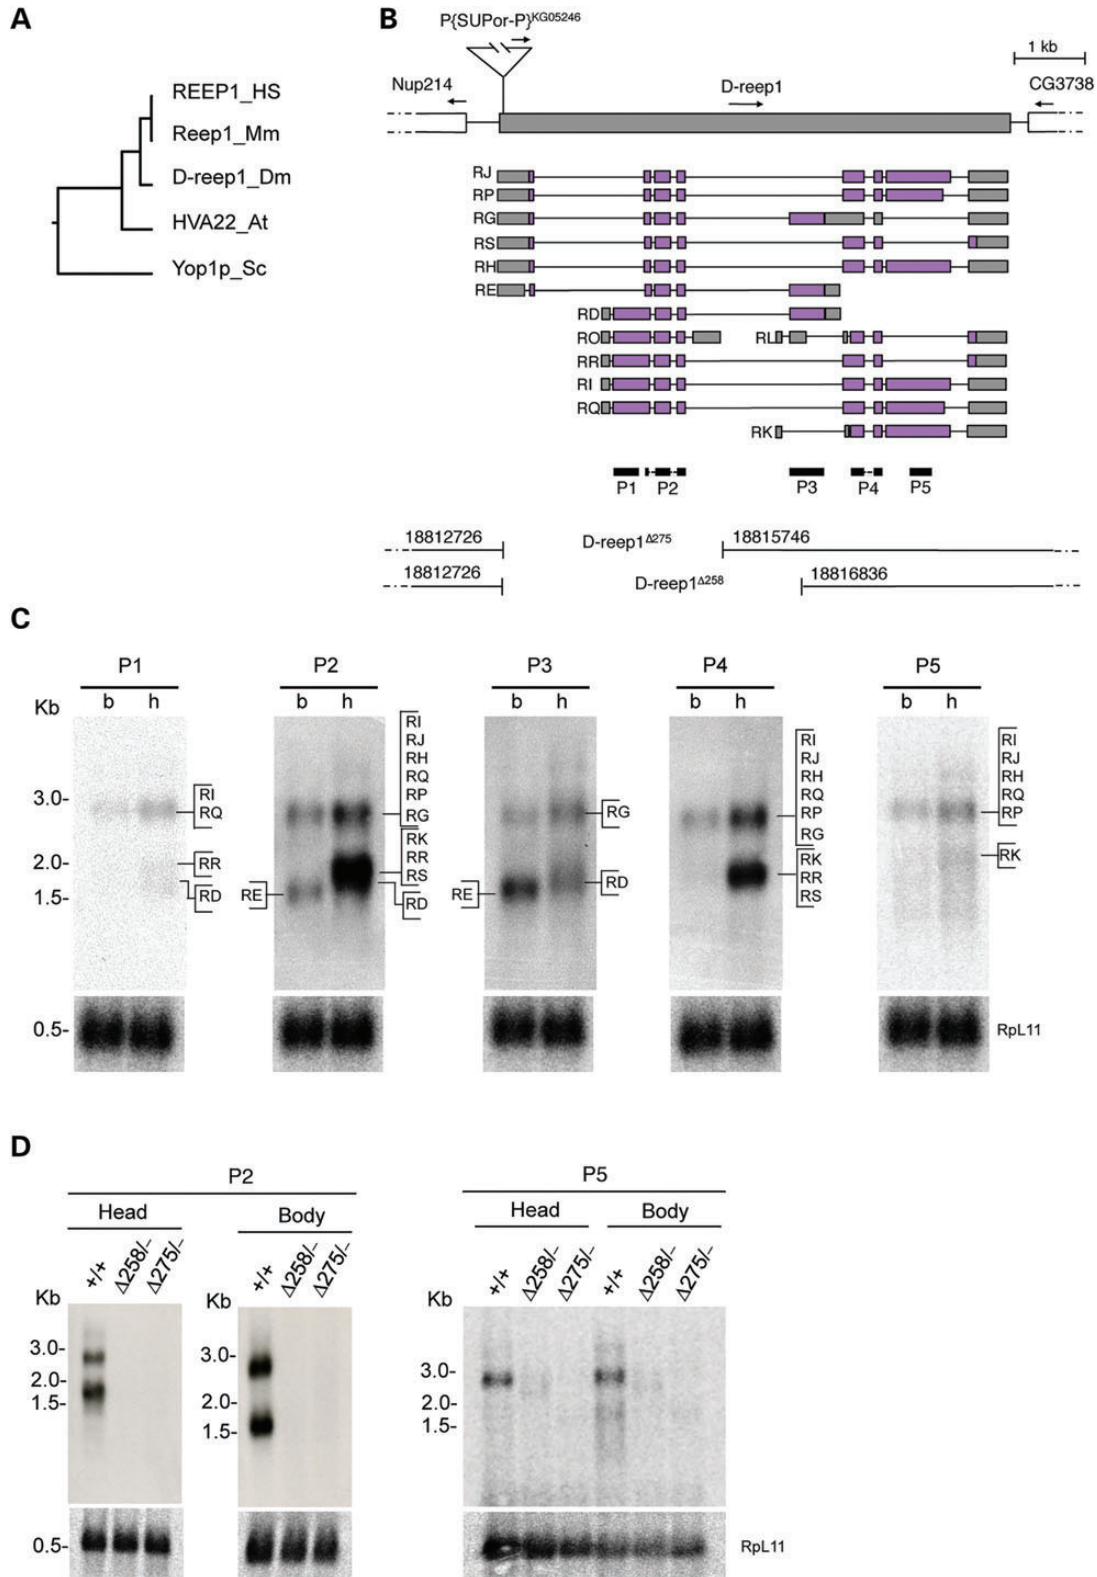 A
REEP1_HS
Reep1_Mm
D-reep1_Dm
HVA22_At
Yop1p_Sc
B
P{SUPor-P}KG05246
1 kb
Nup214
D-reep1
CG3738
RJ
RP
RG
RS
RH
RE
RD
RO
RL
RR
RI
RQ
RK
P1
P2
P3
P4
P5
18812726
D-reep1Δ275
18815746
18812726
D-reep1Δ258
18816836
C
P1
P2
P3
P4
P5
b h
b h
b h
b h
b h
Kb
3.0-
2.0-
1.5-
0.5-
RI
RQ
RR
RD
RE
RI
RJ
RH
RQ
RP
RG
RK
RR
RS
RD
RE
RG
RD
RI
RJ
RH
RQ
RP
RG
RK
RR
RS
RI
RJ
RH
RQ
RP
RK
RpL11
D
P2
Head
Body
+/+ Δ258/- Δ275/-
+/+ Δ258/- Δ275/-
Kb
3.0-
2.0-
1.5-
0.5-
Kb
3.0-
2.0-
1.5-
P5
Head
Body
+/+ Δ258/- Δ275/- +/+ Δ258/- Δ275/-
Kb
3.0-
2.0-
1.5-
RpL11